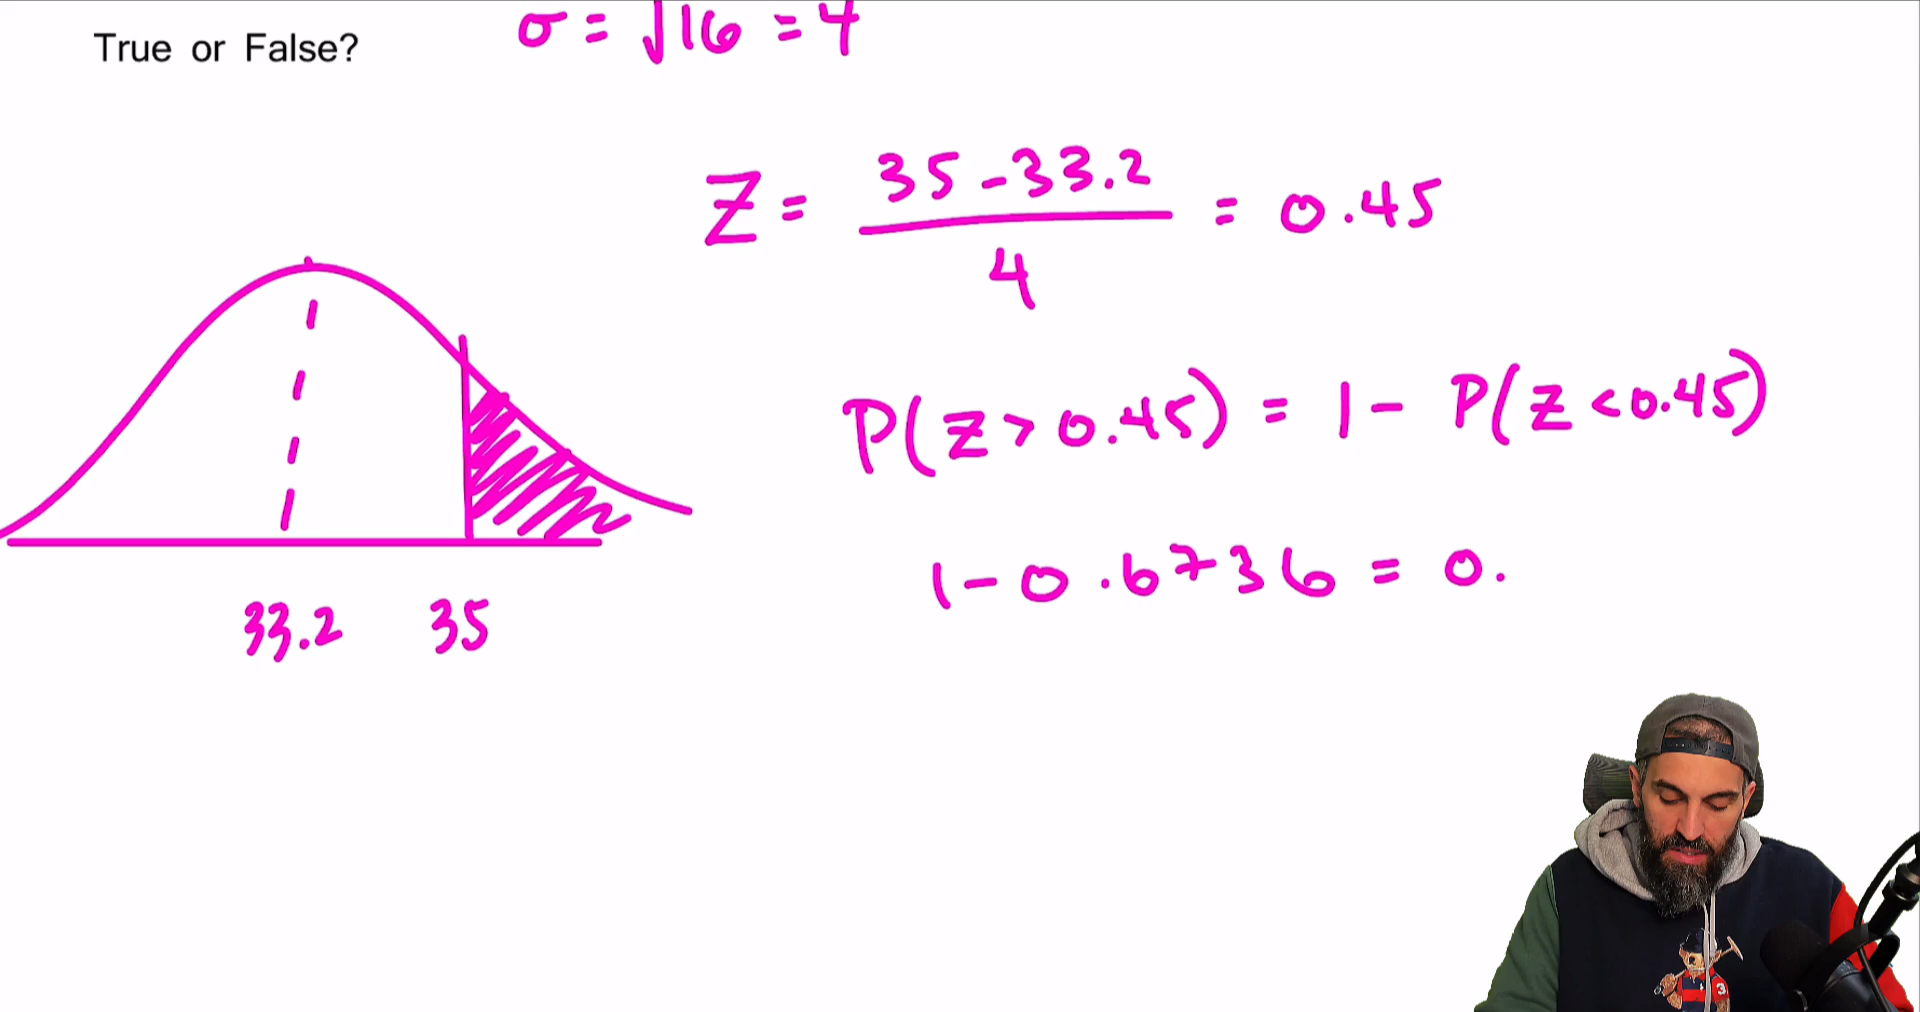 True or False?
σ = √16 = 4
Z = 35 - 33.2 / 4 = 0.45
P(Z > 0.45) = 1 - P(Z < 0.45)
1 - 0.6736 = 0.
33.2 35
3